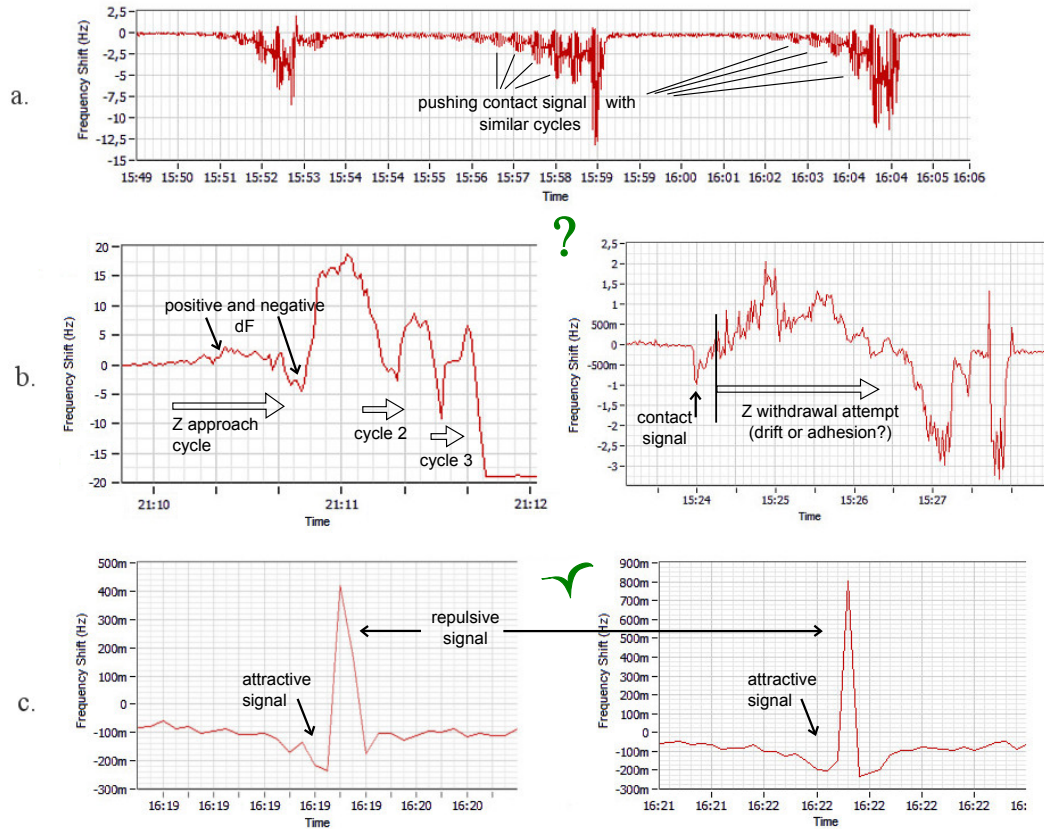 a.
Frequency Shift (Hz)
2,5
0
-2,5
-5
-7,5
-10
-12,5
-15
pushing contact signal with
similar cycles
15:49 15:50 15:51 15:52 15:53 15:54 15:54 15:55 15:56 15:57 15:58 15:59 15:59 16:00 16:01 16:02 16:03 16:04 16:04 16:05 16:06
Time
?
b.
Frequency Shift (Hz)
20
15
10
5
0
-5
-10
-15
-20
positive and negative
dF
Z approach
cycle
cycle 2
cycle 3
21:10 21:11 21:12
Time
Frequency Shift (Hz)
2,5
2
1,5
1
500m
0
-500m
-1
-1,5
-2
-2,5
-3
contact
signal
Z withdrawal attempt
(drift or adhesion?)
15:24 15:25 15:26 15:27
Time
c.
Frequency Shift (Hz)
500m
400m
300m
200m
100m
0
-100m
-200m
-300m
attractive
signal
repulsive
signal
16:19 16:19 16:19 16:19 16:19 16:20 16:20
Time
Frequency Shift (Hz)
900m
800m
700m
600m
500m
400m
300m
200m
100m
0
-100m
-200m
-300m
attractive
signal
16:21 16:21 16:22 16:22 16:22 16:22 16:22 16:2
Time